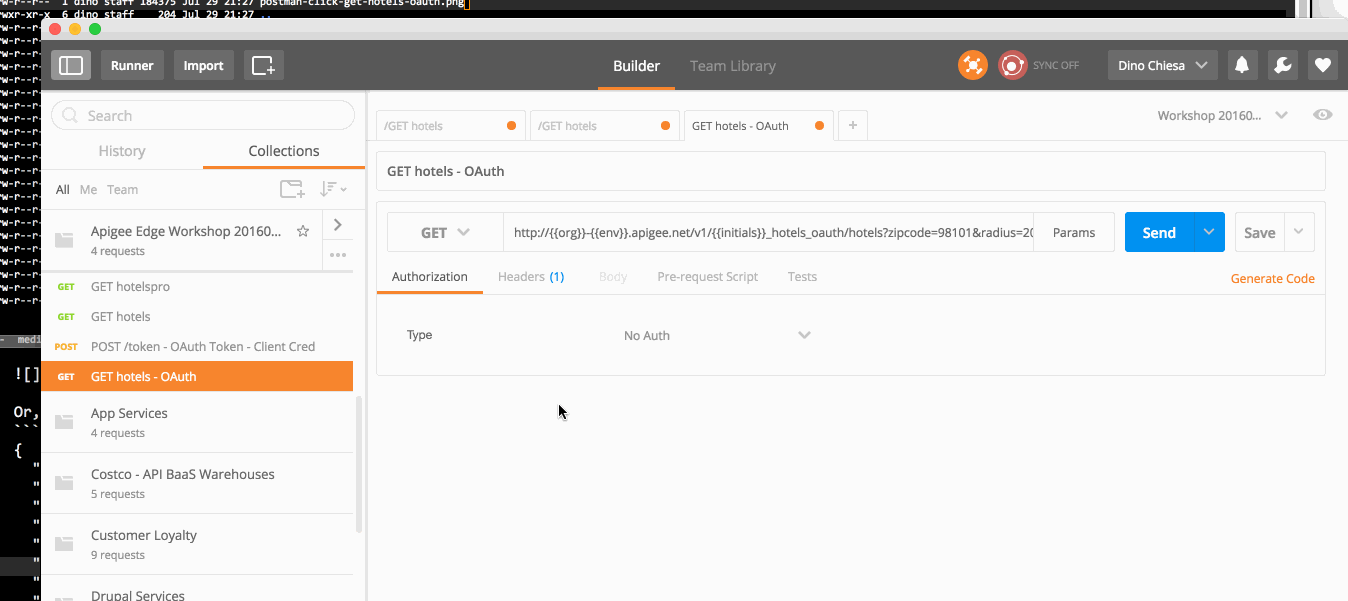 1 dino staff 184375 Jul 29 21:27 postman-click-get-hotels-oauth.png
wxr-xr-x 6 dino staff 204 Jul 29 21:27 ..
Runner
Import
Builder
Team Library
SYNC OFF
Dino Chiesa
Search
/GET hotels
/GET hotels
GET hotels - OAuth
+
Workshop 20160...
History
Collections
GET hotels - OAuth
All
Me
Team
Apigee Edge Workshop 20160...
4 requests
GET
http://{{org}}-{{env}}.apigee.net/v1/{{initials}}_hotels_oauth/hotels?zipcode=98101&radius=20
Params
Send
Save
Authorization
Headers (1)
Body
Pre-request Script
Tests
Generate Code
GET GET hotelspro
GET GET hotels
POST POST /token - OAuth Token - Client Cred
GET GET hotels - OAuth
Type
No Auth
App Services
4 requests
Costco - API BaaS Warehouses
5 requests
Customer Loyalty
9 requests
Drupal Services
- medi
![]
Or,
```
{
"
"
"
"
"
"
"
"